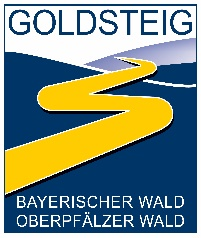 GOLDSTEIG
BAYERISCHER WALD
OBERPFÄLZER WALD